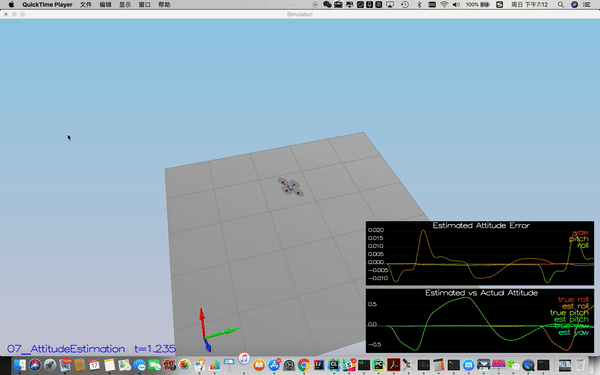 QuickTime Player 文件 编辑 显示 窗口 帮助 100% 周日 下午7:12
Simulator!
Estimated Attitude Error
yaw
pitch
roll
0.020
0.015
0.010
0.005
0.000
−0.005
−0.010
Estimated vs Actual Attitude
true roll
est roll
true pitch
est pitch
true yaw
est yaw
0.5
0.0
−0.5
07_AttitudeEstimation t=1.235